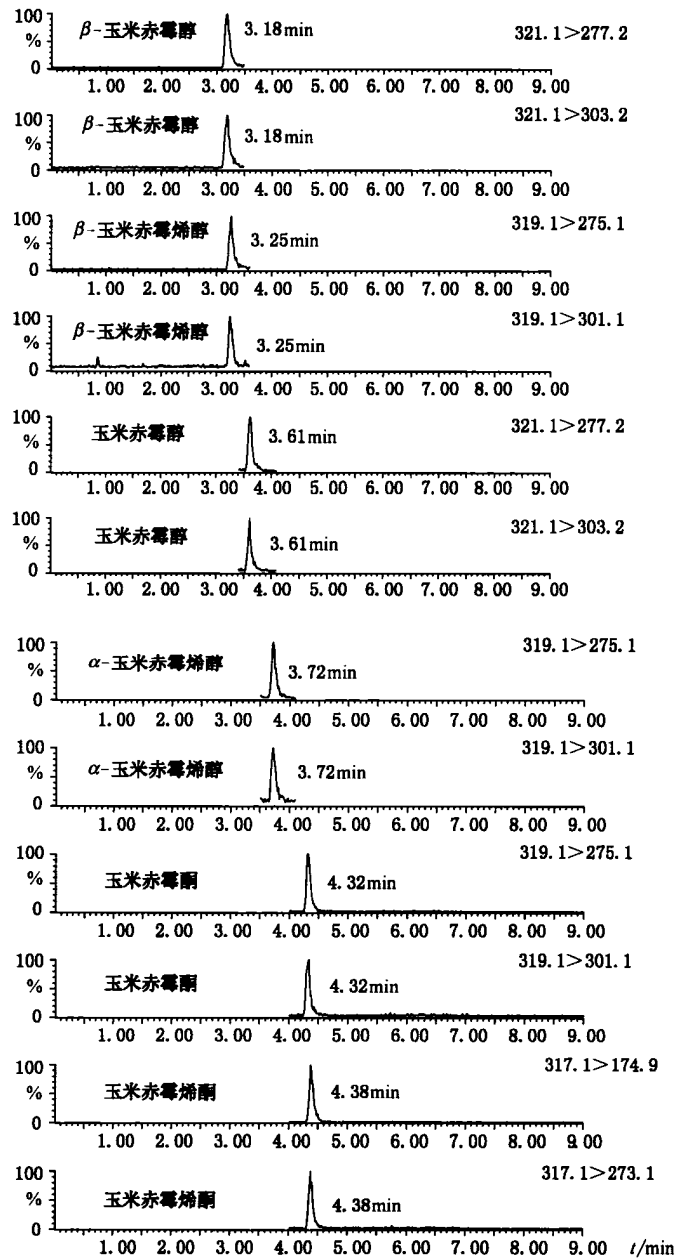 100 β-玉米赤霉醇 3.18min 321.1>277.2
%
0
1.00 2.00 3.00 4.00 5.00 6.00 7.00 8.00 9.00
100 β-玉米赤霉醇 3.18min 321.1>303.2
%
0
1.00 2.00 3.00 4.00 5.00 6.00 7.00 8.00 9.00
100 β-玉米赤霉烯醇 3.25min 319.1>275.1
%
0
1.00 2.00 3.00 4.00 5.00 6.00 7.00 8.00 9.00
100 β-玉米赤霉烯醇 3.25min 319.1>301.1
%
0
1.00 2.00 3.00 4.00 5.00 6.00 7.00 8.00 9.00
100 玉米赤霉醇 3.61min 321.1>277.2
%
0
1.00 2.00 3.00 4.00 5.00 6.00 7.00 8.00 9.00
100 玉米赤霉醇 3.61min 321.1>303.2
%
0
1.00 2.00 3.00 4.00 5.00 6.00 7.00 8.00 9.00
100 α-玉米赤霉烯醇 3.72min 319.1>275.1
%
0
1.00 2.00 3.00 4.00 5.00 6.00 7.00 8.00 9.00
100 α-玉米赤霉烯醇 3.72min 319.1>301.1
%
0
1.00 2.00 3.00 4.00 5.00 6.00 7.00 8.00 9.00
100 玉米赤霉酮 4.32min 319.1>275.1
%
0
1.00 2.00 3.00 4.00 5.00 6.00 7.00 8.00 9.00
100 玉米赤霉酮 4.32min 319.1>301.1
%
0
1.00 2.00 3.00 4.00 5.00 6.00 7.00 8.00 9.00
100 玉米赤霉烯酮 4.38min 317.1>174.9
%
0
1.00 2.00 3.00 4.00 5.00 6.00 7.00 8.00 9.00
100 玉米赤霉烯酮 4.38min 317.1>273.1
%
0
1.00 2.00 3.00 4.00 5.00 6.00 7.00 8.00 9.00 t/min